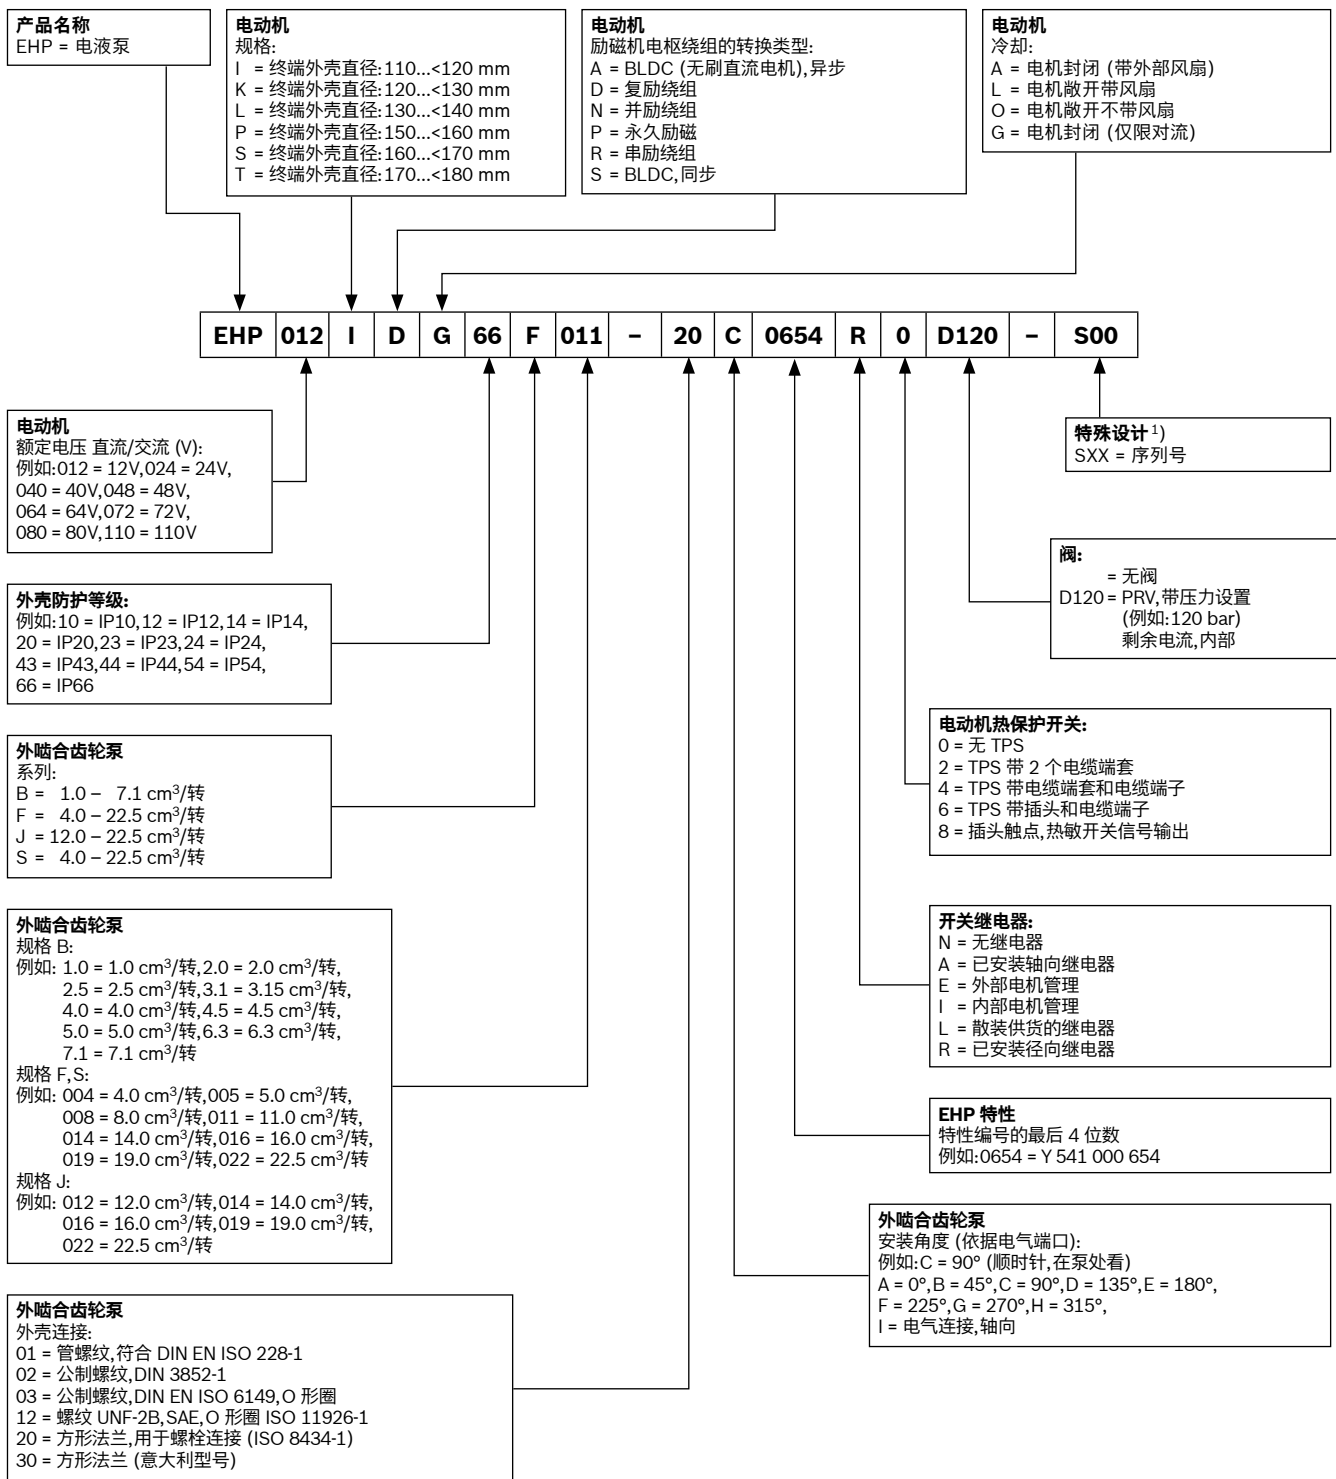 产品名称
EHP = 电液泵
电动机
规格:
I = 终端外壳直径:110...<120 mm
K = 终端外壳直径:120...<130 mm
L = 终端外壳直径:130...<140 mm
P = 终端外壳直径:150...<160 mm
S = 终端外壳直径:160...<170 mm
T = 终端外壳直径:170...<180 mm
电动机
励磁机电枢绕组的转换类型:
A = BLDC (无刷直流电机),异步
D = 复励绕组
N = 并励绕组
P = 永久励磁
R = 串励绕组
S = BLDC,同步
电动机
冷却:
A = 电机封闭 (带外部风扇)
L = 电机敞开带风扇
O = 电机敞开不带风扇
G = 电机封闭 (仅限对流)
EHP 012 I D G 66 F 011 – 20 C 0654 R 0 D120 – S00
电动机
额定电压 直流/交流 (V):
例如:012 = 12V,024 = 24V,
040 = 40V,048 = 48V,
064 = 64V,072 = 72V,
080 = 80V,110 = 110V
外壳防护等级:
例如:10 = IP10,12 = IP12,14 = IP14,
20 = IP20,23 = IP23,24 = IP24,
43 = IP43,44 = IP44,54 = IP54,
66 = IP66
外啮合齿轮泵
系列:
B = 1.0 – 7.1 cm³/转
F = 4.0 – 22.5 cm³/转
J = 12.0 – 22.5 cm³/转
S = 4.0 – 22.5 cm³/转
外啮合齿轮泵
规格 B:
例如: 1.0 = 1.0 cm³/转,2.0 = 2.0 cm³/转,
2.5 = 2.5 cm³/转,3.1 = 3.15 cm³/转,
4.0 = 4.0 cm³/转,4.5 = 4.5 cm³/转,
5.0 = 5.0 cm³/转,6.3 = 6.3 cm³/转,
7.1 = 7.1 cm³/转
规格 F,S:
例如: 004 = 4.0 cm³/转,005 = 5.0 cm³/转,
008 = 8.0 cm³/转,011 = 11.0 cm³/转,
014 = 14.0 cm³/转,016 = 16.0 cm³/转,
019 = 19.0 cm³/转,022 = 22.5 cm³/转
规格 J:
例如: 012 = 12.0 cm³/转,014 = 14.0 cm³/转,
016 = 16.0 cm³/转,019 = 19.0 cm³/转,
022 = 22.5 cm³/转
外啮合齿轮泵
外壳连接:
01 = 管螺纹,符合 DIN EN ISO 228-1
02 = 公制螺纹,DIN 3852-1
03 = 公制螺纹,DIN EN ISO 6149,O 形圈
12 = 螺纹 UNF-2B,SAE,O 形圈 ISO 11926-1
20 = 方形法兰,用于螺栓连接 (ISO 8434-1)
30 = 方形法兰 (意大利型号)
特殊设计¹)
SXX = 序列号
阀:
= 无阀
D120 = PRV,带压力设置
(例如:120 bar)
剩余电流,内部
电动机热保护开关:
0 = 无 TPS
2 = TPS 带 2 个电缆端套
4 = TPS 带电缆端套和电缆端子
6 = TPS 带插头和电缆端子
8 = 插头触点,热敏开关信号输出
开关继电器:
N = 无继电器
A = 已安装轴向继电器
E = 外部电机管理
I = 内部电机管理
L = 散装供货的继电器
R = 已安装径向继电器
EHP 特性
特性编号的最后 4 位数
例如:0654 = Y 541 000 654
外啮合齿轮泵
安装角度 (依据电气端口):
例如:C = 90° (顺时针,在泵处看)
A = 0°,B = 45°,C = 90°,D = 135°,E = 180°,
F = 225°,G = 270°,H = 315°,
I = 电气连接,轴向